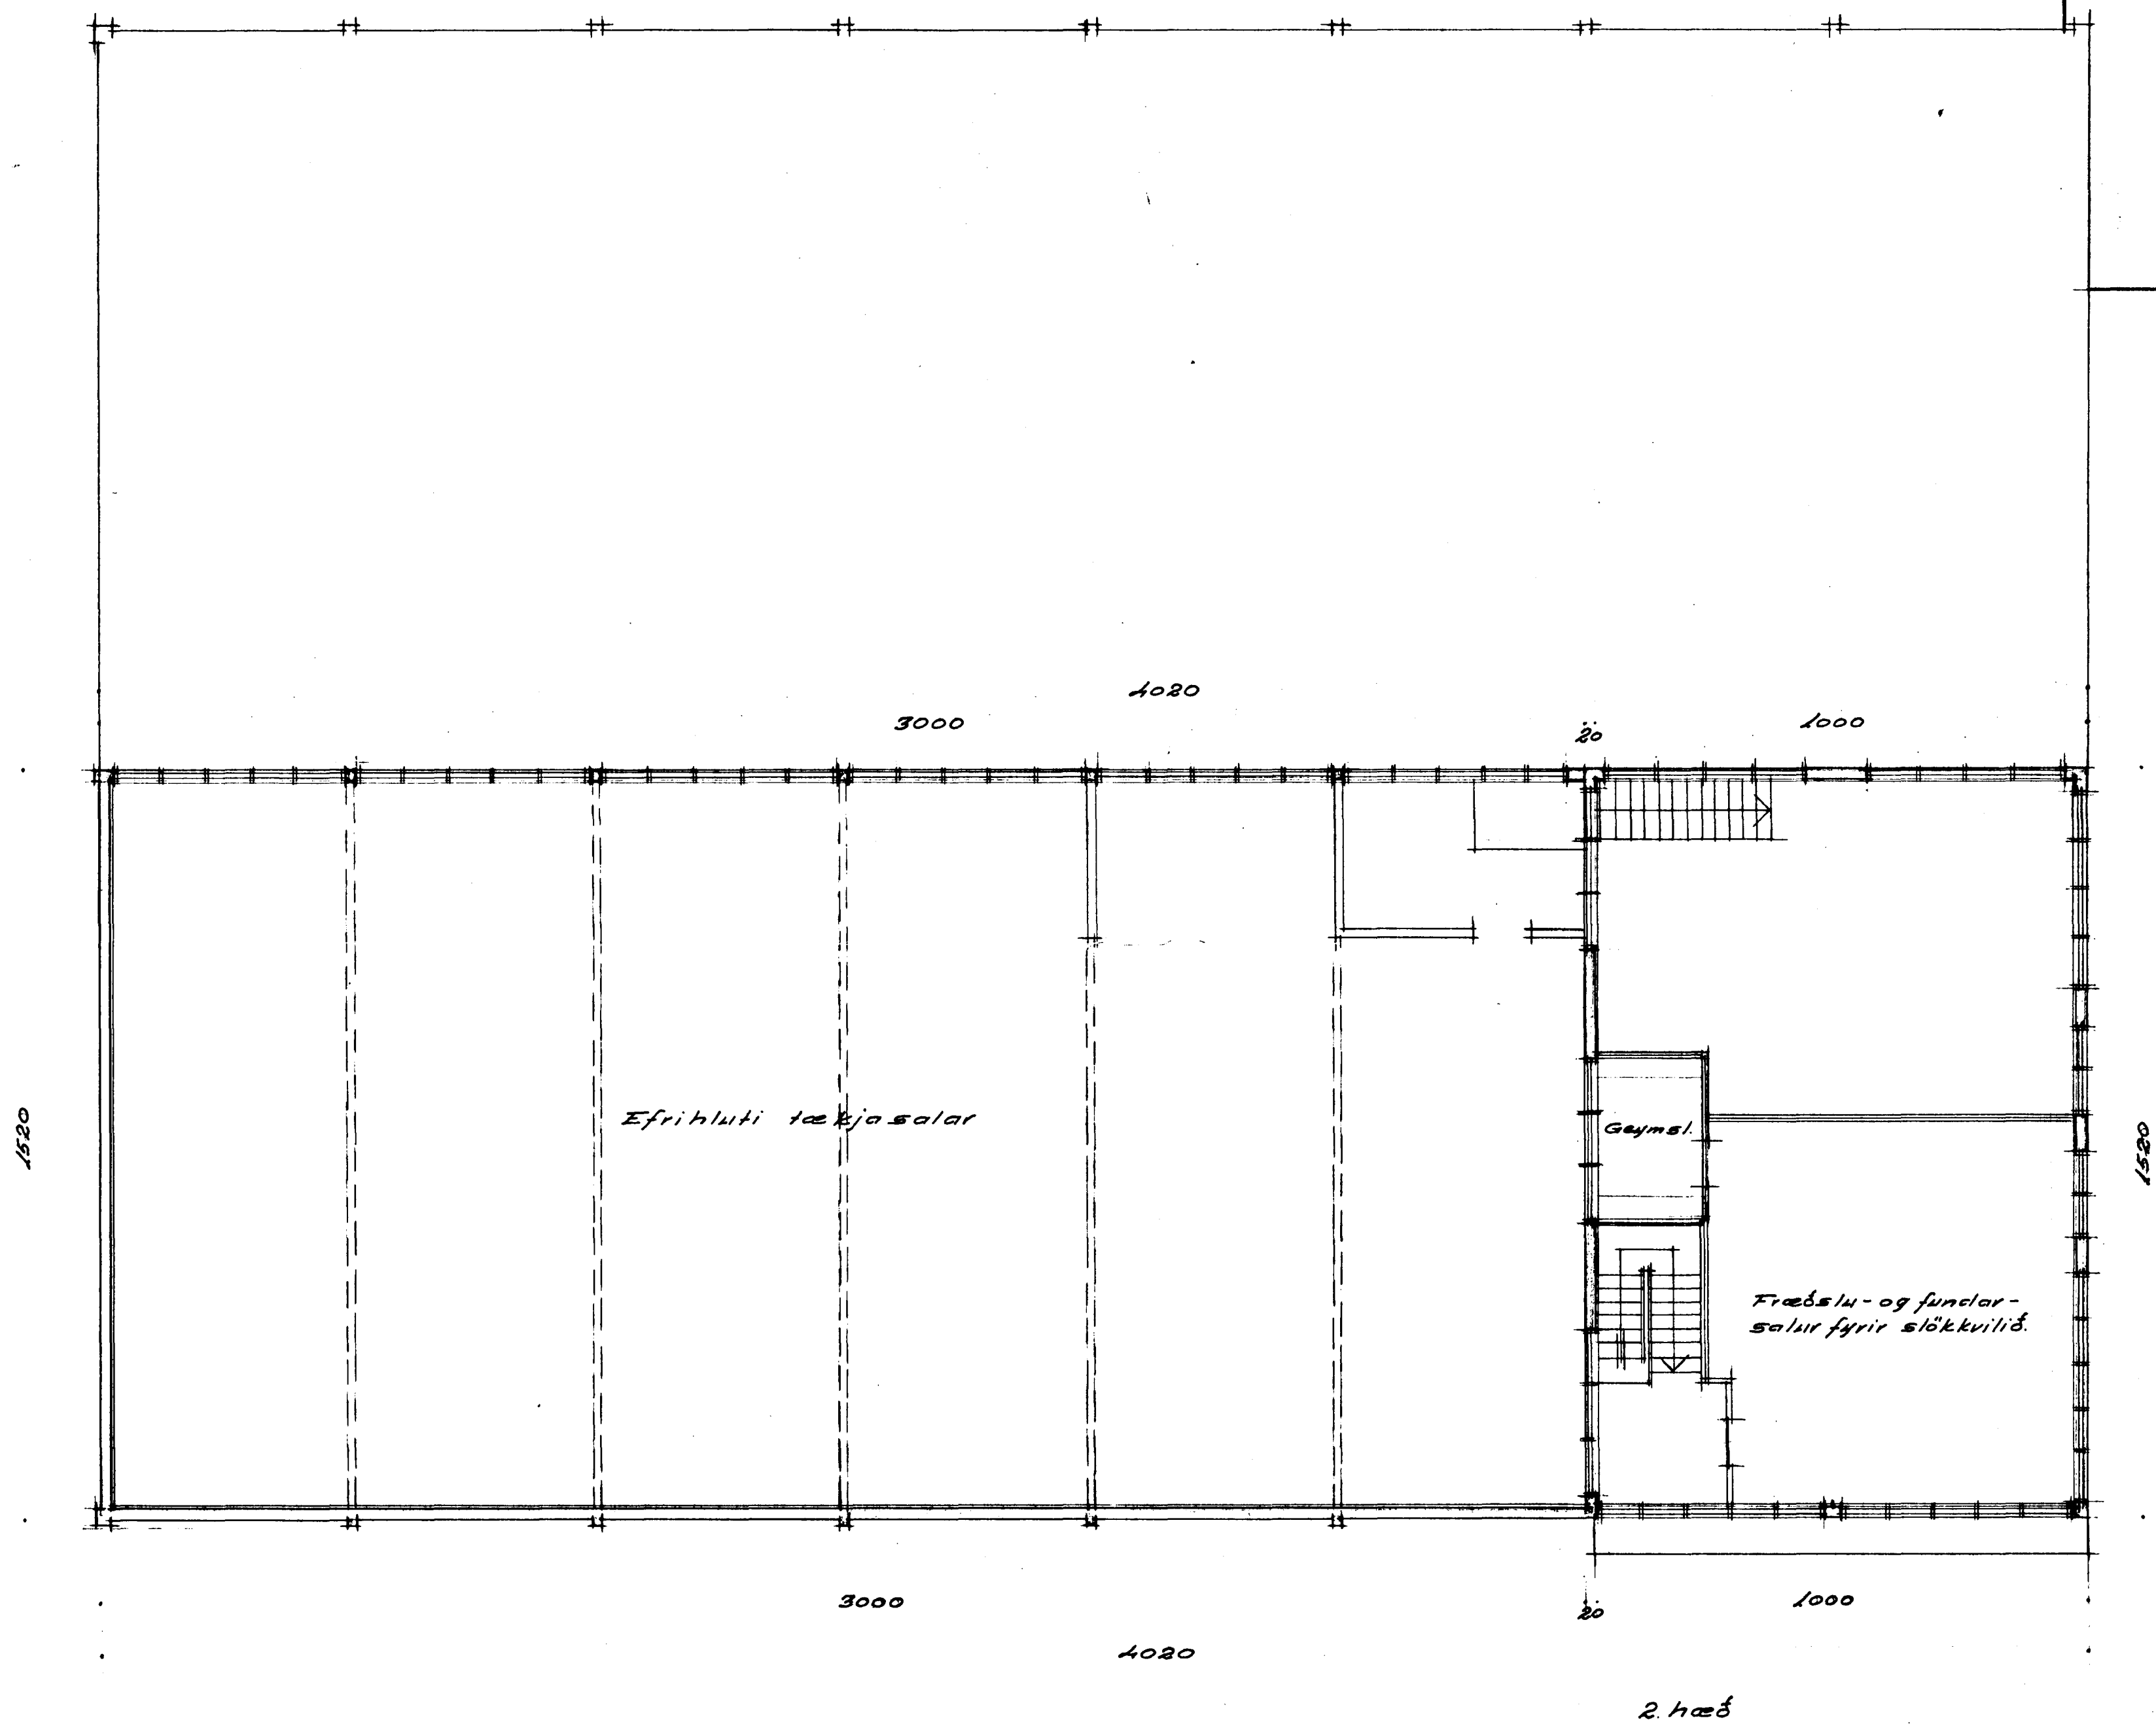 4020
3000
20
1000
1520
Efrihluti tækjasalar
Geymsl.
1520
Fræðslu- og fundar-
salur fyrir slökkvilið.
3000
20
1000
4020
2. hæð